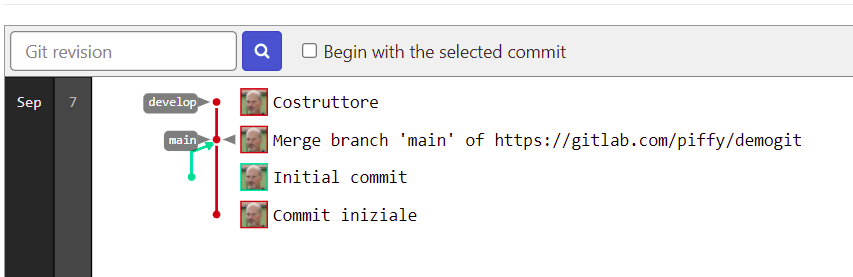 Git revision
Begin with the selected commit
Sep 7 develop Costruttore
main Merge branch 'main' of https://gitlab.com/piffy/demogit
Initial commit
Commit iniziale